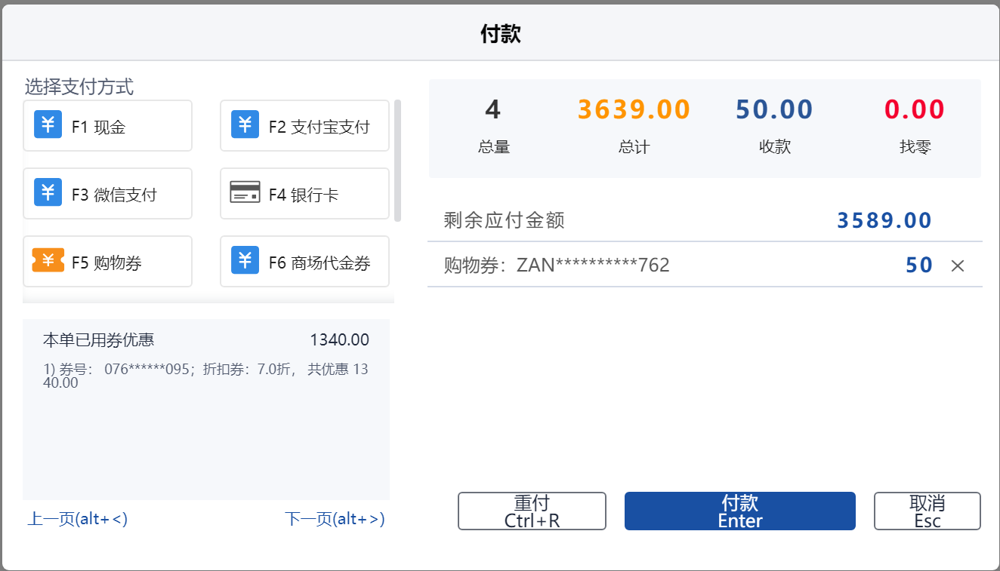 付款
选择支付方式
F1 现金
F2 支付宝支付
F3 微信支付
F4 银行卡
F5 购物券
F6 商场代金券
本单已用券优惠 1340.00
1) 券号： 076******095；折扣券：7.0折， 共优惠 13
40.00
上一页(alt+<) 下一页(alt+>)
4 3639.00 50.00 0.00
总量 总计 收款 找零
剩余应付金额 3589.00
购物券：ZAN**********762 50 ×
重付
Ctrl+R
付款
Enter
取消
Esc